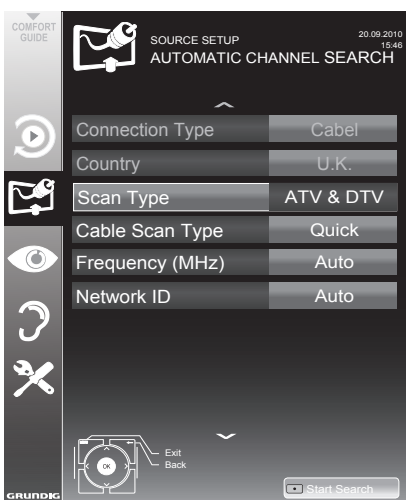 COMFORT
GUIDE
SOURCE SETUP
20.09.2010
15:46
AUTOMATIC CHANNEL SEARCH
Connection Type Cabel
Country U.K.
Scan Type ATV & DTV
Cable Scan Type Quick
Frequency (MHz) Auto
Network ID Auto
OK
Exit
Back
Start Search
GRUNDIG